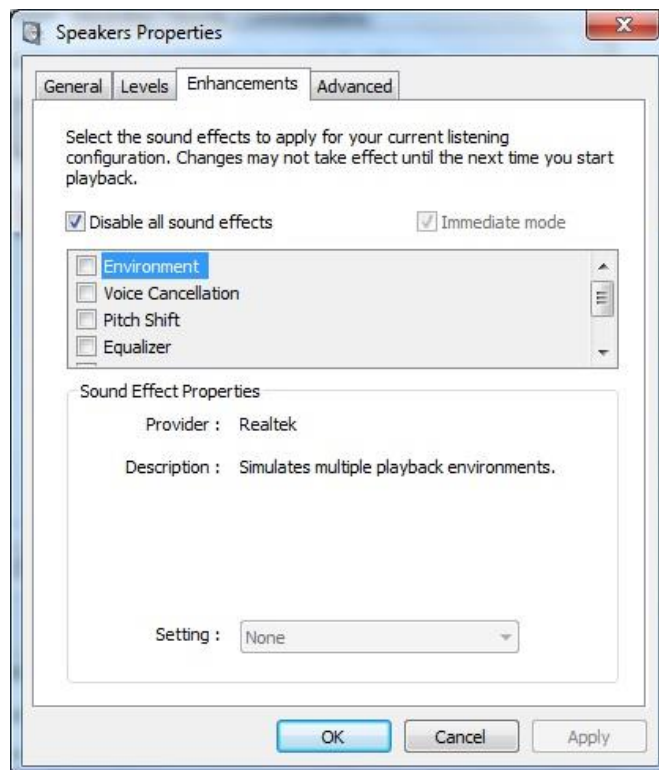 Speakers Properties
General Levels Enhancements Advanced
Select the sound effects to apply for your current listening
configuration. Changes may not take effect until the next time you start
playback.
Disable all sound effects Immediate mode
Environment
Voice Cancellation
Pitch Shift
Equalizer
Sound Effect Properties
Provider : Realtek
Description : Simulates multiple playback environments.
Setting : None
OK Cancel Apply